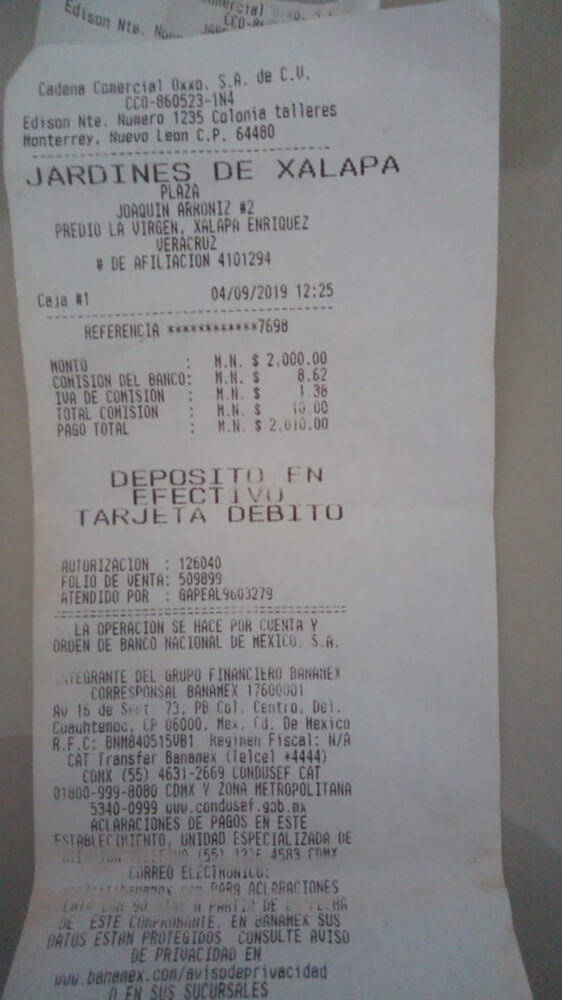 Edison Nte. Nu
Cadena Comercial Oxxo, S.A. de C.V.
CCO-860523-1N4
Edison Nte. Numero 1235 Colonia talleres
Monterrey, Nuevo Leon C.P. 64480
JARDINES DE XALAPA
PLAZA
JOAQUIN ARRONIZ #2
PREDIO LA VIRGEN, XALAPA ENRIQUEZ
VERACRUZ
# DE AFILIACION 4101294
Caja #1 04/09/2019 12:25
REFERENCIA ************7698
MONTO : M.N. $ 2,000.00
COMISION DEL BANCO: M.N. $ 8.62
IVA DE COMISION : M.N. $ 1.38
TOTAL COMISION : M.N. $ 10.00
PAGO TOTAL : M.N. $ 2,010.00
DEPOSITO EN
EFECTIVO
TARJETA DEBITO
AUTORIZACION : 126040
FOLIO DE VENTA: 509899
ATENDIDO POR : GAPEAL9603279
LA OPERACION SE HACE POR CUENTA Y
ORDEN DE BANCO NACIONAL DE MEXICO. S.A.
INTEGRANTE DEL GRUPO FINANCIERO BANAMEX
CORRESPONSAL BANAMEX 17600001
Av 16 de Sept. 73, PB Col. Centro, Del.
Cuauhtemoc, CP 06000, Mex, Cd. De Mexico
R.F.C: BNM840515VB1 Regimen Fiscal: N/A
CAT Transfer Banamex (Telcel *4444)
CDMX (55) 4631-2669 CONDUSEF CAT
01800-999-8080 CDMX Y ZONA METROPOLITANA
5340-0999 www.condusef.gob.mx
ACLARACIONES DE PAGOS EN ESTE
ESTABLECIMIENTO, UNIDAD ESPECIALIZADA DE
(55) 4583 CDMX
CORREO ELECTRONICO:
PARA ACLARACIONES
90 A PARTIR DE
DE ESTE COMPROBANTE. EN BANAMEX SUS
DATOS ESTAN PROTEGIDOS CONSULTE AVISO
DE PRIVACIDAD EN
www.banamex.com/avisodeprivacidad
O EN SUS SUCURSALES